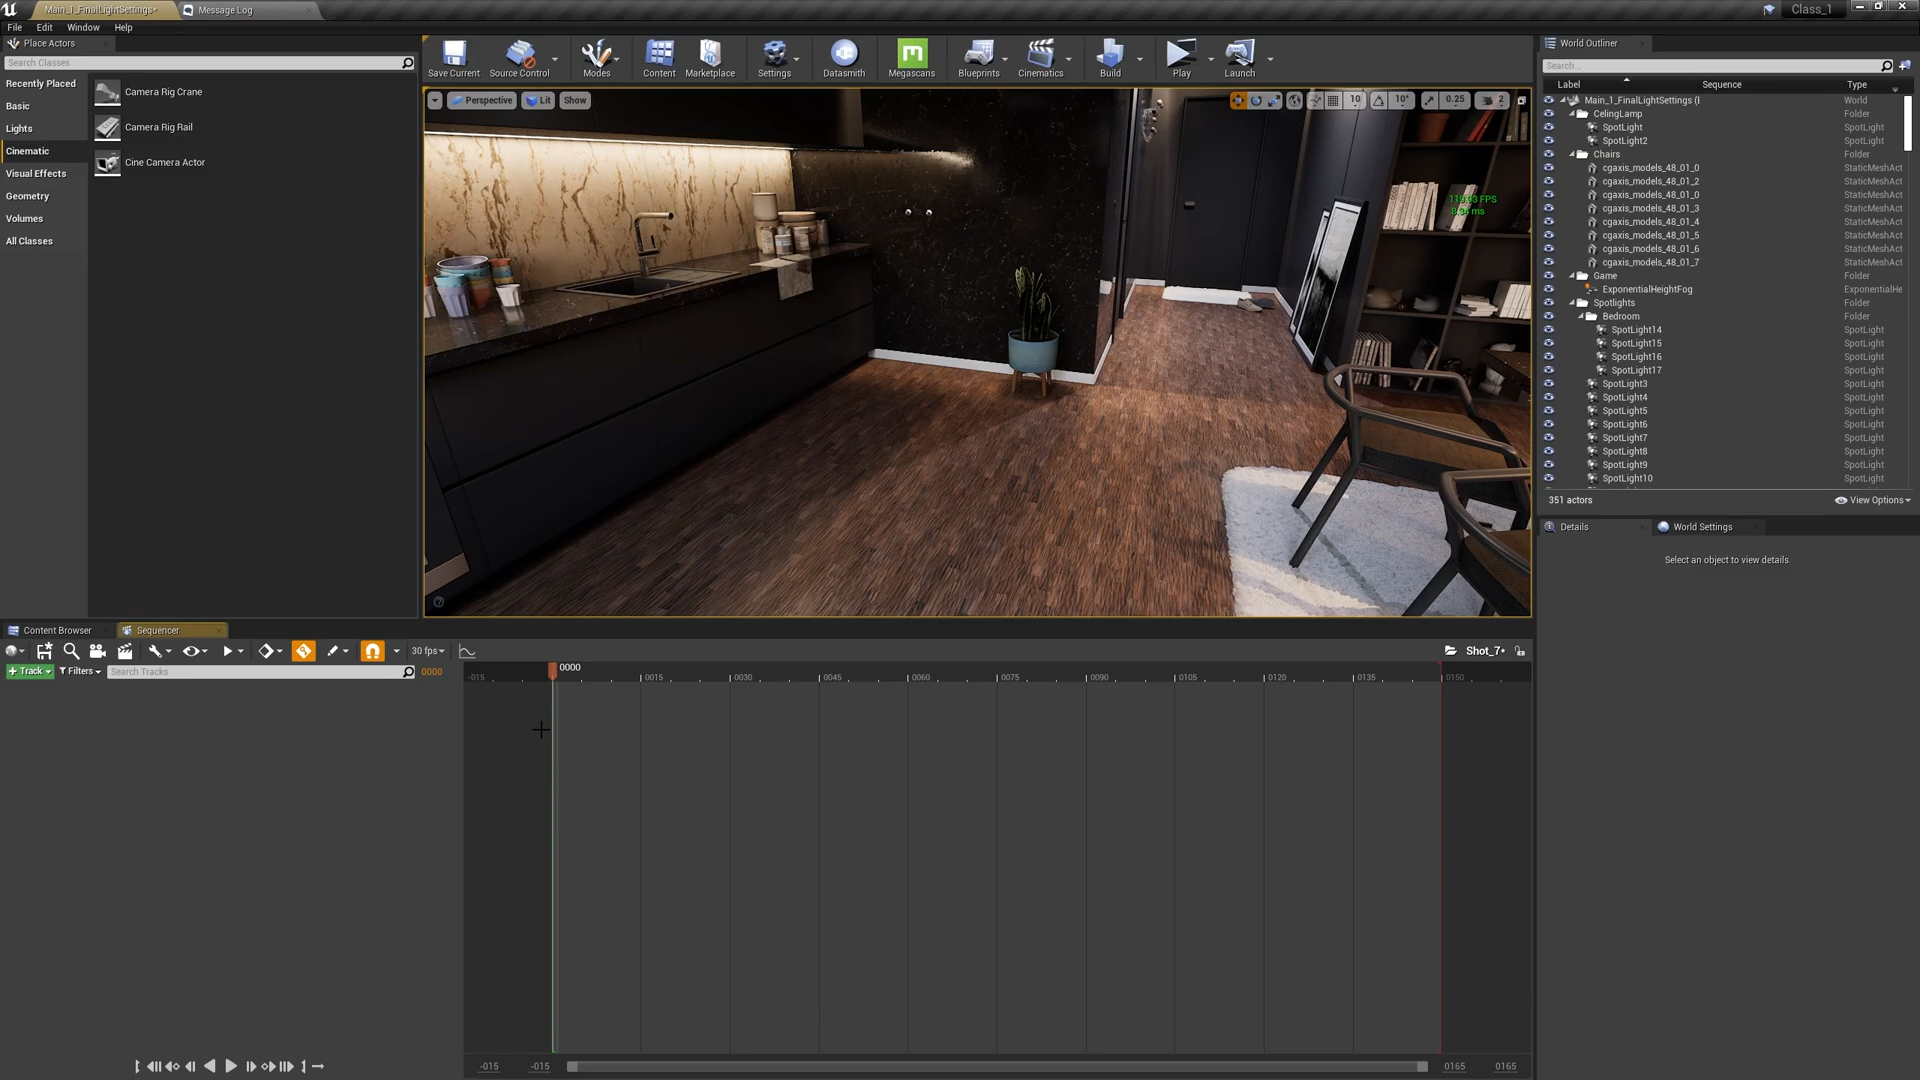 Main_1_FinalLightSettings*
Message Log
Class_1
File
Edit
Window
Help
Place Actors
Search Classes
Recently Placed
Basic
Lights
Cinematic
Visual Effects
Geometry
Volumes
All Classes
Camera Rig Crane
Camera Rig Rail
Cine Camera Actor
Save Current
Source Control
Modes
Content
Marketplace
Settings
Datasmith
Megascans
Blueprints
Cinematics
Build
Play
Launch
Perspective
Lit
Show
10
10°
0.25
2
World Outliner
Search...
Label
Sequence
Type
Main_1_FinalLightSettings (E World
CelingLamp Folder
SpotLight SpotLight
SpotLight2 SpotLight
Chairs Folder
cgaxis_models_48_01_0 StaticMeshAct
cgaxis_models_48_01_2 StaticMeshAct
cgaxis_models_48_01_0 StaticMeshAct
cgaxis_models_48_01_3 StaticMeshAct
cgaxis_models_48_01_4 StaticMeshAct
cgaxis_models_48_01_5 StaticMeshAct
cgaxis_models_48_01_6 StaticMeshAct
cgaxis_models_48_01_7 StaticMeshAct
Game Folder
ExponentialHeightFog ExponentialHe
Spotlights Folder
Bedroom Folder
SpotLight14 SpotLight
SpotLight15 SpotLight
SpotLight16 SpotLight
SpotLight17 SpotLight
SpotLight3 SpotLight
SpotLight4 SpotLight
SpotLight5 SpotLight
SpotLight6 SpotLight
SpotLight7 SpotLight
SpotLight8 SpotLight
SpotLight9 SpotLight
SpotLight10 SpotLight
351 actors
View Options
Details
World Settings
Select an object to view details.
Content Browser
Sequencer
30 fps
Shot_7*
Track
Filters
Search Tracks
0000
0000
-015
0015
0030
0045
0060
0075
0090
0105
0120
0135
0150
-015
-015
0165
0165